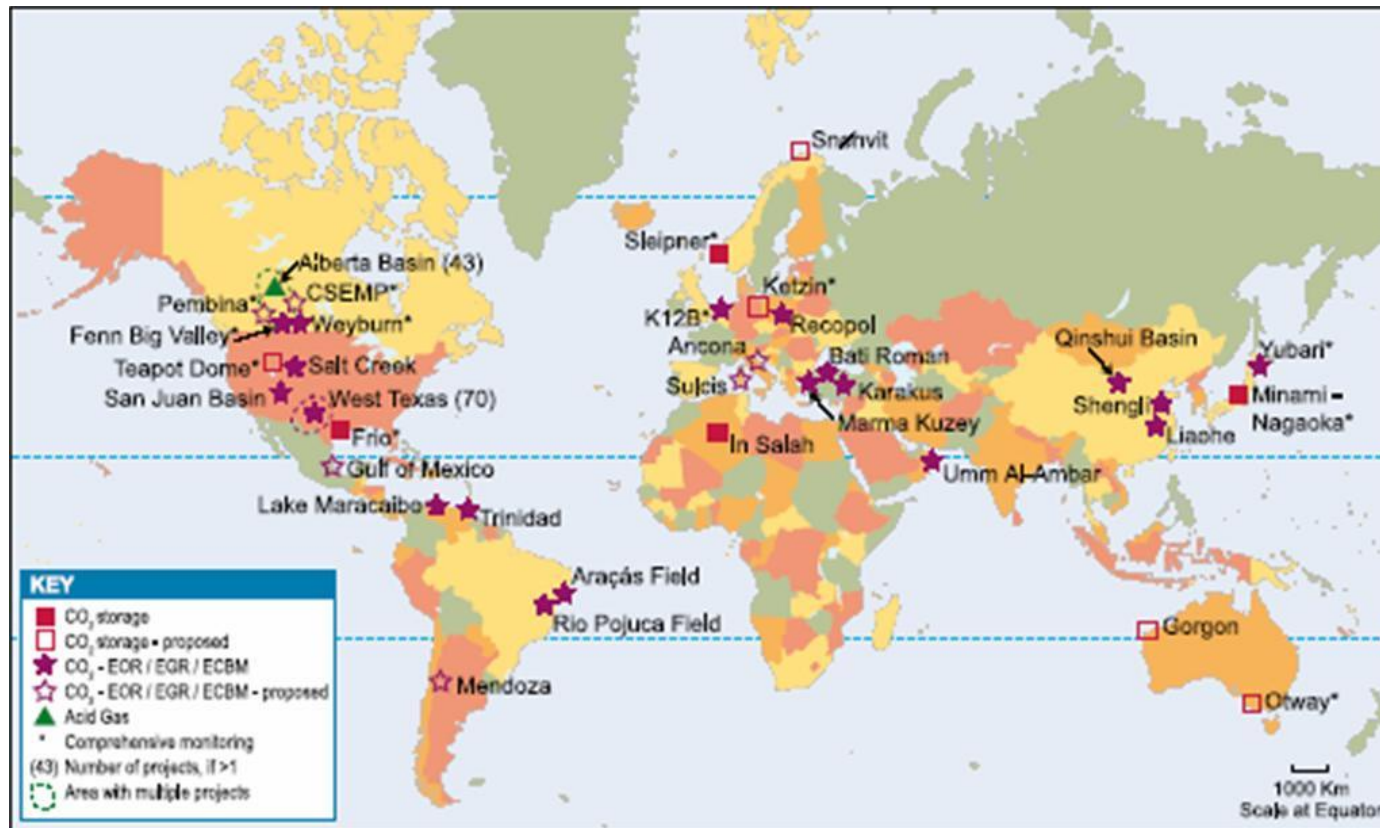 Snøhvit
Sleipner*
Alberta Basin (43)
CSEMP*
Pembina*
Ketzin*
K12B*
Recopol
Weyburn*
Fenn Big Valley*
Qinshui Basin
Yubari*
Ancona
Bati Roman
Teapot Dome*
Salt Creek
Sulcis
Karakus
Minami-
Nagaoka*
San Juan Basin
West Texas (70)
Shengli
Marma Kuzey
Liaohe
Frio*
In Salah
Gulf of Mexico
Umm Al-Ambar
Lake Maracaibo
Trinidad
Araçás Field
Rio Pojuca Field
Gorgon
Mendoza
Otway*
KEY
CO₂ storage
CO₂ storage - proposed
CO₂ - EOR / EGR / ECBM
CO₂ - EOR / EGR / ECBM - proposed
Acid Gas
* Comprehensive monitoring
(43) Number of projects, if >1
Area with multiple projects
1000 Km
Scale at Equator